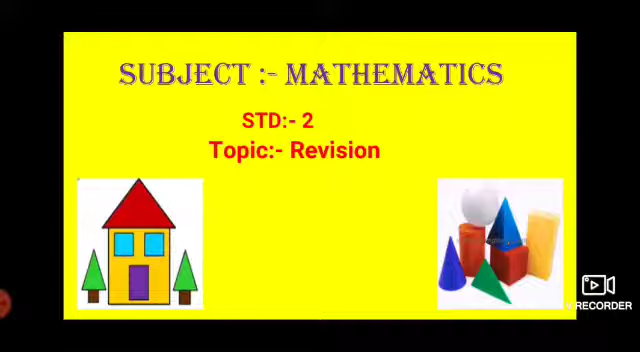 SUBJECT :- MATHEMATICS
STD:- 2
Topic:- Revision
RECORDER